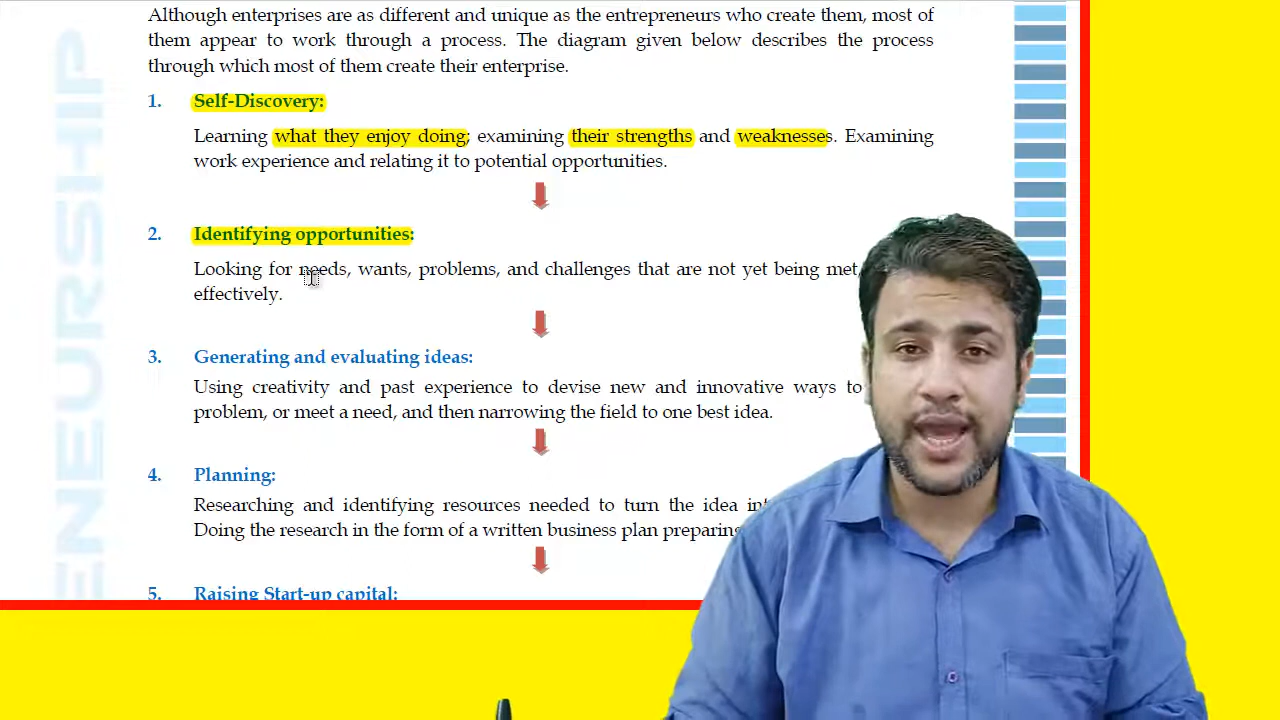 Although enterprises are as different and unique as the entrepreneurs who create them, most of
them appear to work through a process. The diagram given below describes the process
through which most of them create their enterprise.
1. Self-Discovery:
Learning what they enjoy doing; examining their strengths and weaknesses. Examining
work experience and relating it to potential opportunities.
2. Identifying opportunities:
Looking for needs, wants, problems, and challenges that are not yet being met,
effectively.
3. Generating and evaluating ideas:
Using creativity and past experience to devise new and innovative ways to
problem, or meet a need, and then narrowing the field to one best idea.
4. Planning:
Researching and identifying resources needed to turn the idea
Doing the research in the form of a written business plan preparing
5. Raising Start-up capital:
NEURSHIP